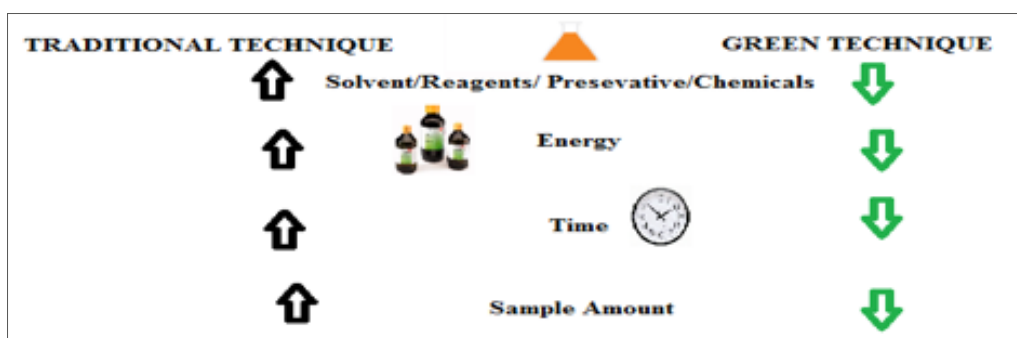 TRADITIONAL TECHNIQUE
GREEN TECHNIQUE
Solvent/Reagents/ Presevative/Chemicals
Energy
Time
Sample Amount